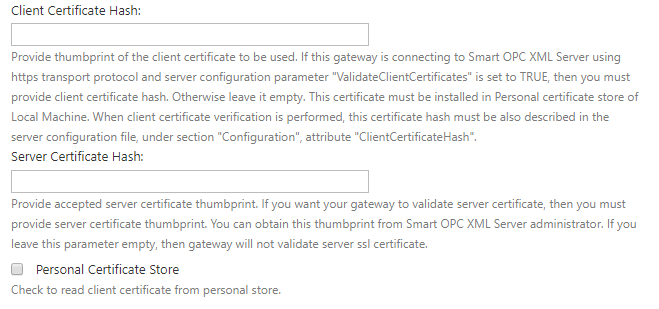 Client Certificate Hash:
Provide thumbprint of the client certificate to be used. If this gateway is connecting to Smart OPC XML Server using
https transport protocol and server configuration parameter "ValidateClientCertificates" is set to TRUE, then you must
provide client certificate hash. Otherwise leave it empty. This certificate must be installed in Personal certificate store of
Local Machine. When client certificate verification is performed, this certificate hash must be also described in the
server configuration file, under section "Configuration", attribute "ClientCertificateHash".
Server Certificate Hash:
Provide accepted server certificate thumbprint. If you want your gateway to validate server certificate, then you must
provide server certificate thumbprint. You can obtain this thumbprint from Smart OPC XML Server administrator. If you
leave this parameter empty, then gateway will not validate server ssl certificate.
Personal Certificate Store
Check to read client certificate from personal store.